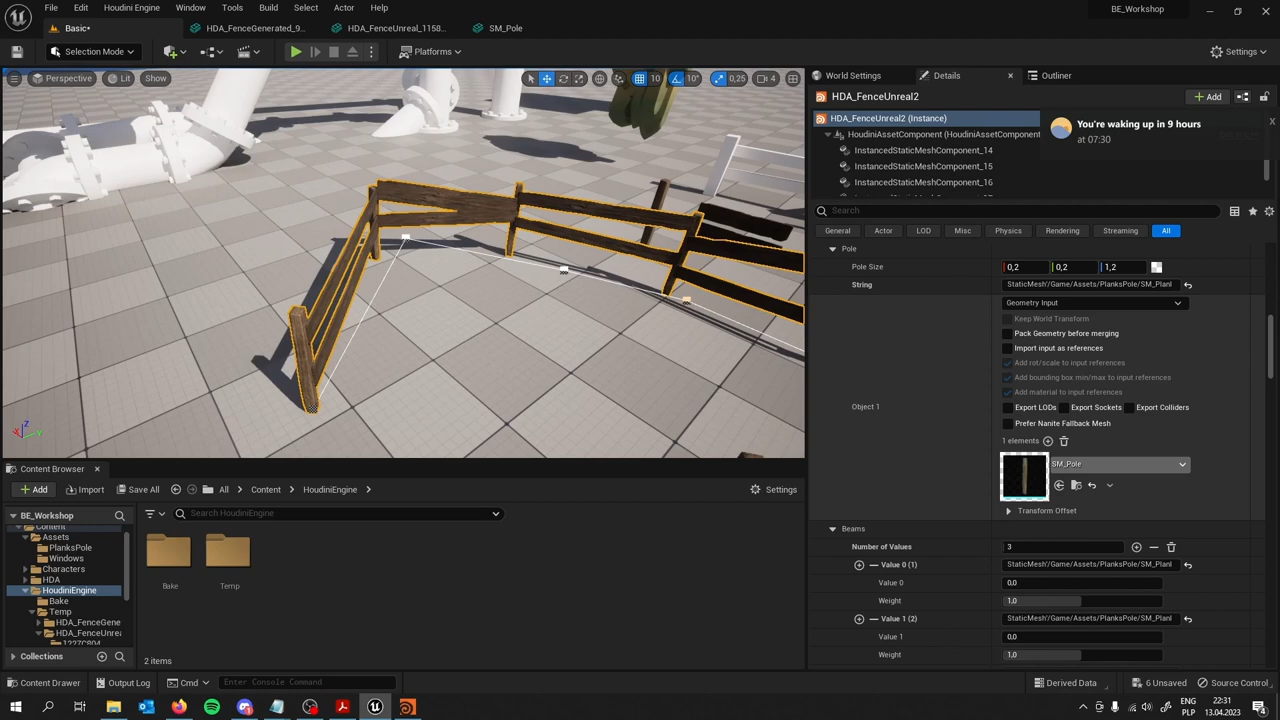 File Edit Houdini Engine Window Tools Build Select Actor Help
BE_Workshop
Basic* HDA_FenceGenerated_9... HDA_FenceUnreal_1158... SM_Pole
Selection Mode Platforms Settings
Perspective Lit Show 10 10° 0,25 4
World Settings Details Outliner
HDA_FenceUnreal2 Add
HDA_FenceUnreal2 (Instance)
HoudiniAssetComponent (HoudiniAssetComponent
InstancedStaticMeshComponent_14
InstancedStaticMeshComponent_15
InstancedStaticMeshComponent_16
You're waking up in 9 hours
at 07:30
Search
General Actor LOD Misc Physics Rendering Streaming All
Pole
Pole Size 0,2 0,2 1,2
String StaticMesh'/Game/Assets/PlanksPole/SM_Planl
Geometry Input
Keep World Transform
Pack Geometry before merging
Import input as references
Add rot/scale to input references
Add bounding box min/max to input references
Add material to input references
Object 1
Export LODs Export Sockets Export Colliders
Prefer Nanite Fallback Mesh
1 elements
SM_Pole
Transform Offset
Beams
Number of Values 3
Value 0 (1) StaticMesh'/Game/Assets/PlanksPole/SM_Planl
Value 0 0,0
Weight 1,0
Value 1 (2) StaticMesh'/Game/Assets/PlanksPole/SM_Planl
Value 1 0,0
Weight 1,0
Content Browser
Add Import Save All All Content HoudiniEngine Settings
BE_Workshop
Search HoudiniEngine
Content
Assets
PlanksPole
Windows
Characters
HDA
HoudiniEngine
Bake
Temp
HDA_FenceGene
HDA_FenceUnrea
1227C804
Collections
Bake Temp
2 items
Content Drawer Output Log Cmd Enter Console Command Derived Data 6 Unsaved Source Control
ENG
PLP
22:31
13.04.2023